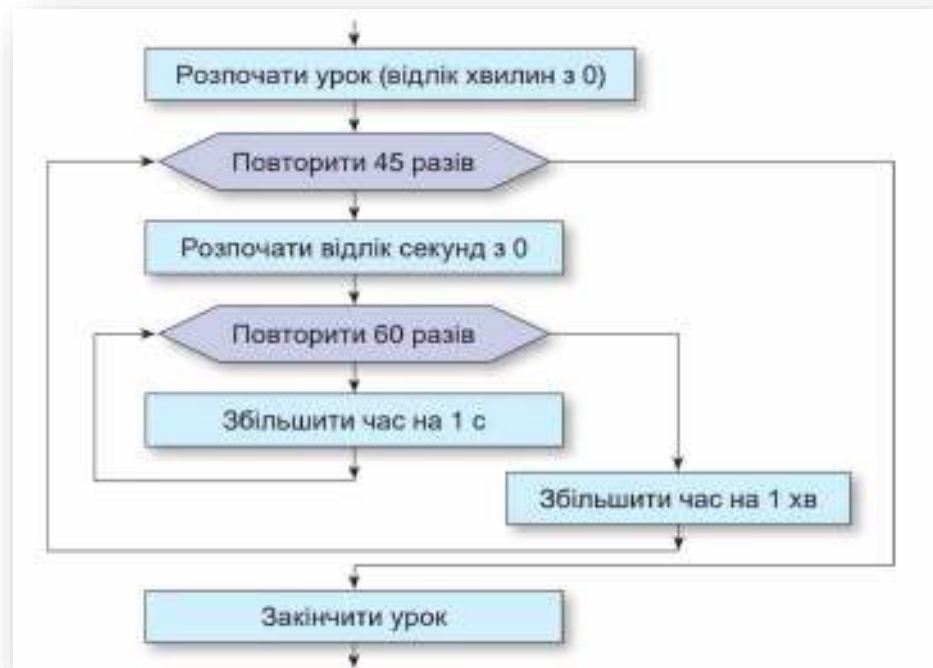 Розпочати урок (відлік хвилин з 0)
Повторити 45 разів
Розпочати відлік секунд з 0
Повторити 60 разів
Збільшити час на 1 с
Збільшити час на 1 хв
Закінчити урок